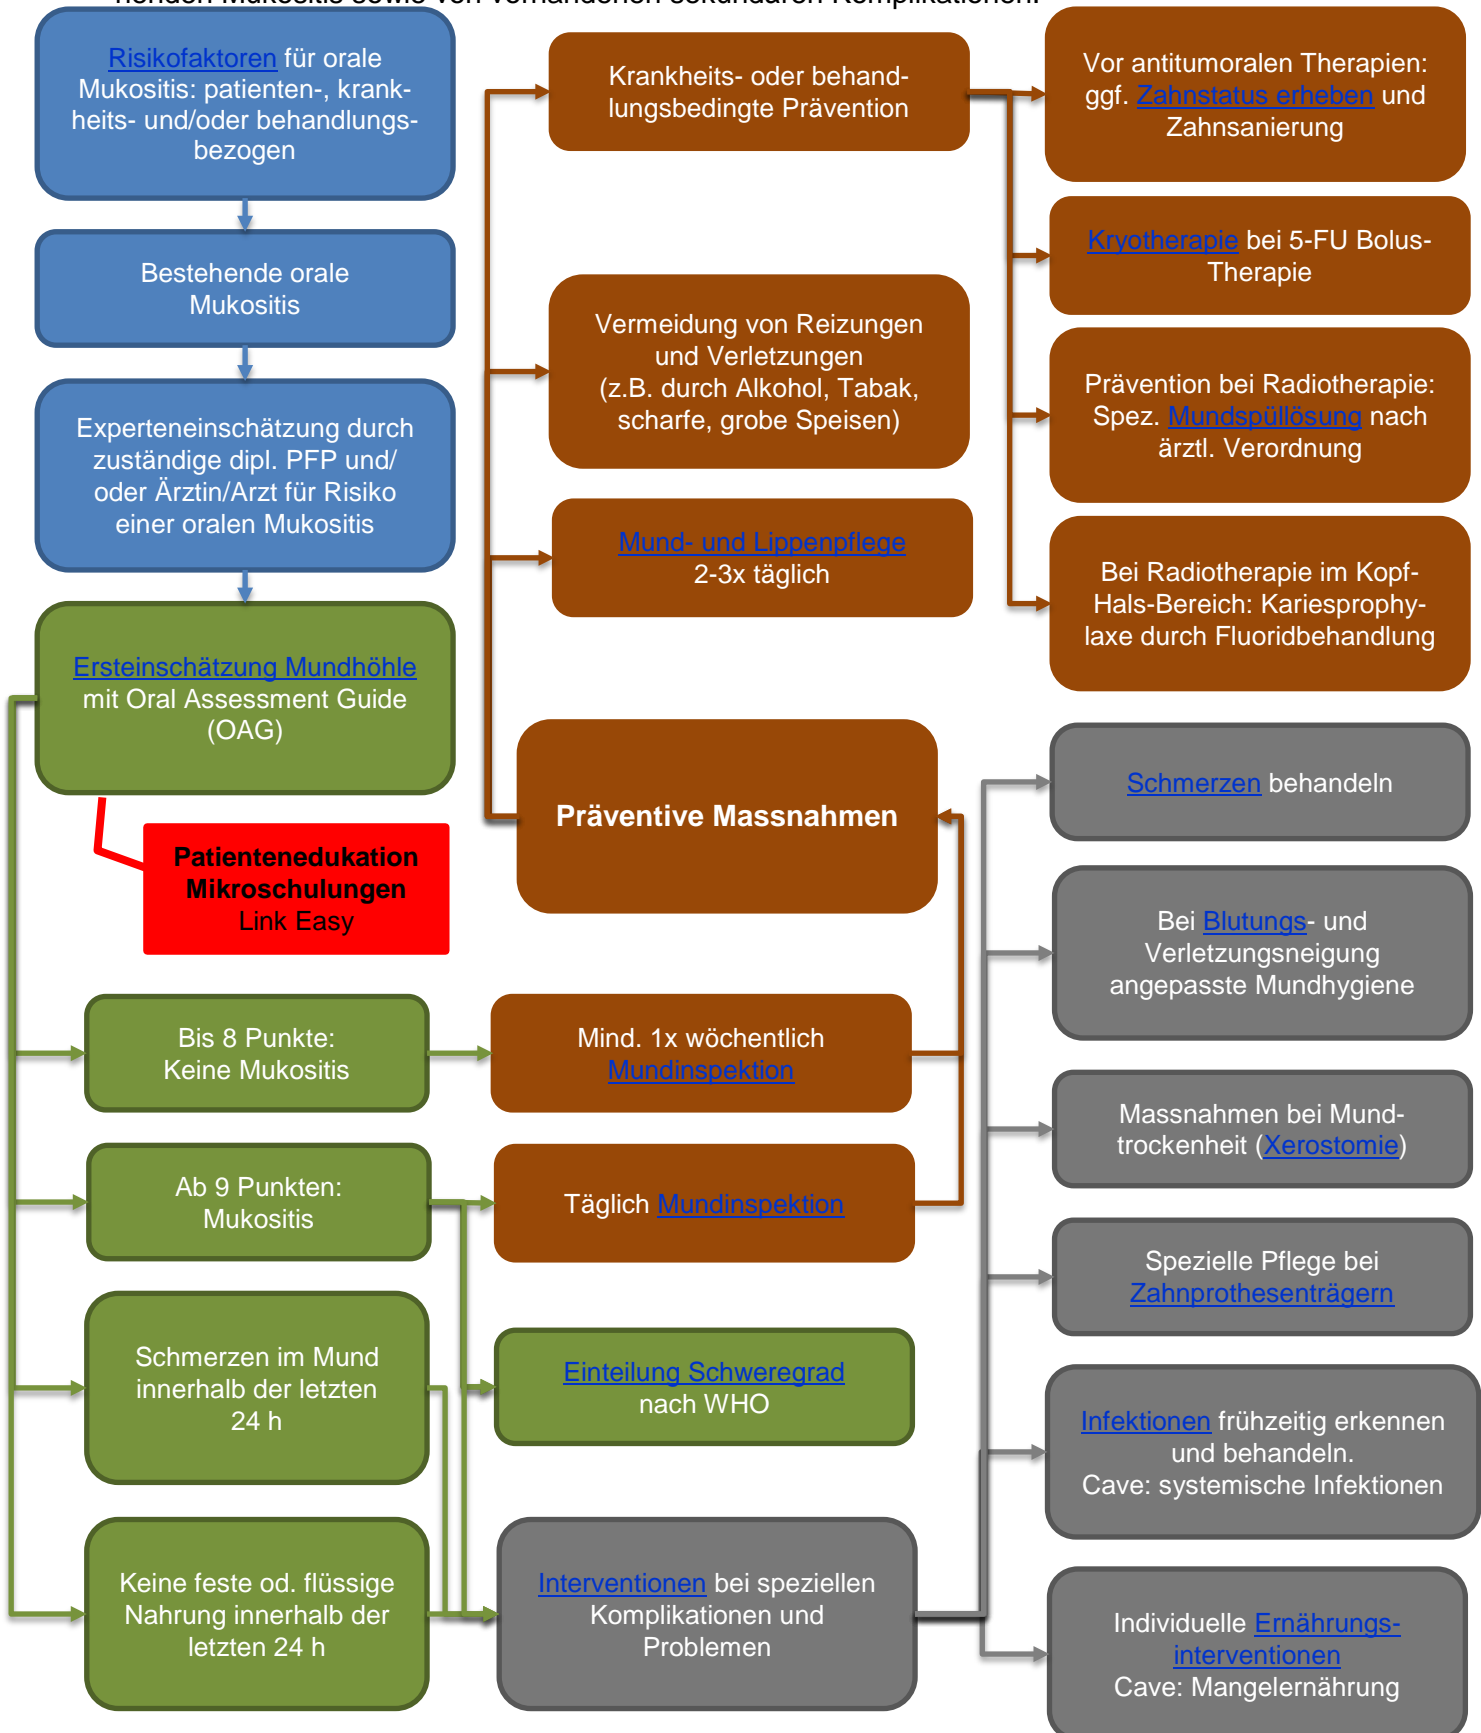 nenden Mukositis sowie von vorhandenen sekundären Komplikationen.
Risikofaktoren für orale
Mukositis: patienten-, krank-
heits- und/oder behandlungs-
bezogen
Bestehende orale
Mukositis
Experteneinschätzung durch
zuständige dipl. PFP und/
oder Ärztin/Arzt für Risiko
einer oralen Mukositis
Ersteinschätzung Mundhöhle
mit Oral Assessment Guide
(OAG)
Patientenedukation
Mikroschulungen
Link Easy
Bis 8 Punkte:
Keine Mukositis
Ab 9 Punkten:
Mukositis
Schmerzen im Mund
innerhalb der letzten
24 h
Keine feste od. flüssige
Nahrung innerhalb der
letzten 24 h
Krankheits- oder behand-
lungsbedingte Prävention
Vermeidung von Reizungen
und Verletzungen
(z.B. durch Alkohol, Tabak,
scharfe, grobe Speisen)
Mund- und Lippenpflege
2-3x täglich
Präventive Massnahmen
Mind. 1x wöchentlich
Mundinspektion
Täglich Mundinspektion
Einteilung Schweregrad
nach WHO
Interventionen bei speziellen
Komplikationen und
Problemen
Vor antitumoralen Therapien:
ggf. Zahnstatus erheben und
Zahnsanierung
Kryotherapie bei 5-FU Bolus-
Therapie
Prävention bei Radiotherapie:
Spez. Mundspüllösung nach
ärztl. Verordnung
Bei Radiotherapie im Kopf-
Hals-Bereich: Kariesprophy-
laxe durch Fluoridbehandlung
Schmerzen behandeln
Bei Blutungs- und
Verletzungsneigung
angepasste Mundhygiene
Massnahmen bei Mund-
trockenheit (Xerostomie)
Spezielle Pflege bei
Zahnprothesenträgern
Infektionen frühzeitig erkennen
und behandeln.
Cave: systemische Infektionen
Individuelle Ernährungs-
interventionen
Cave: Mangelernährung